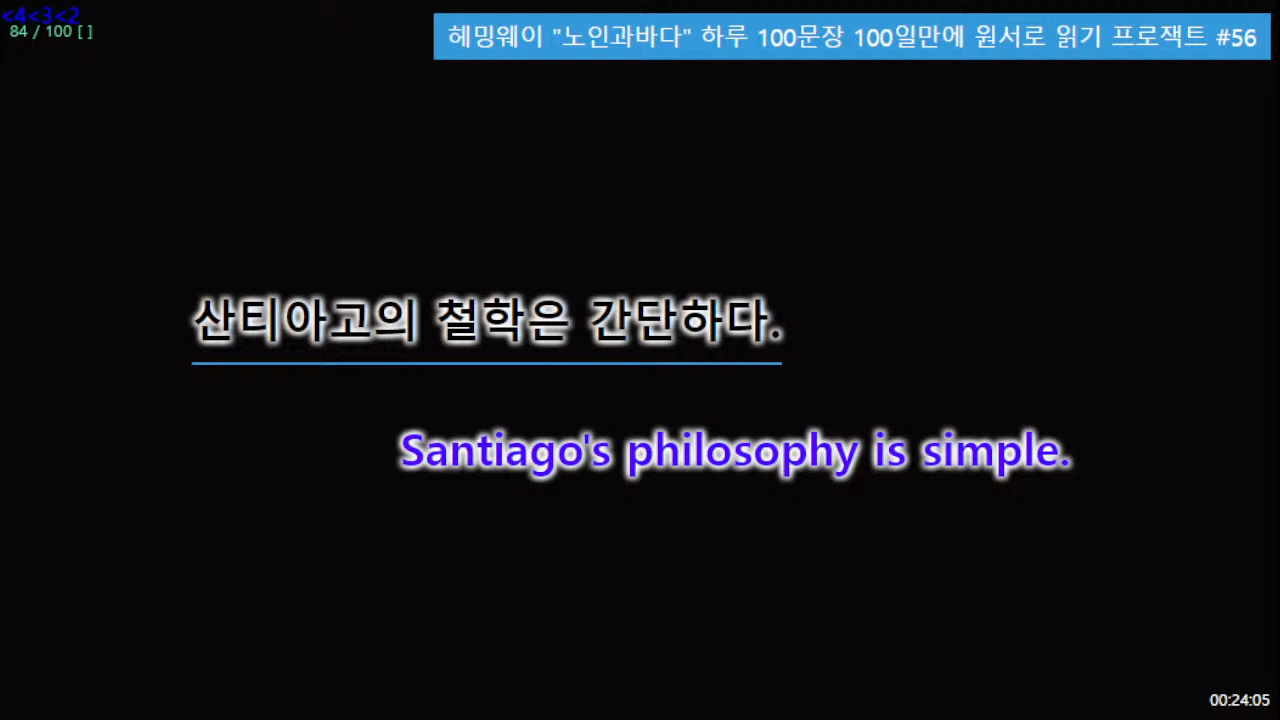 <4<3<2
84 / 100 [ ]
헤밍웨이 "노인과바다" 하루 100문장 100일만에 원서로 읽기 프로잭트 #56
산티아고의 철학은 간단하다.
Santiago's philosophy is simple.
00:24:05